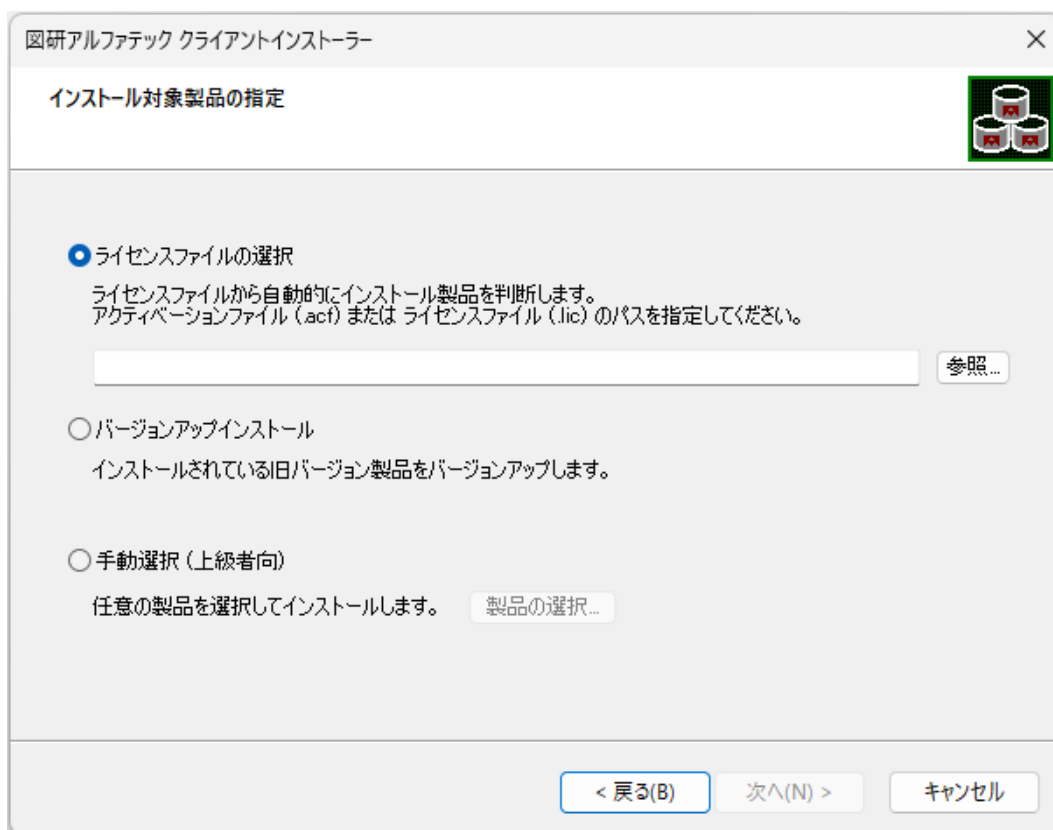 図研アルファテック クライアントインストーラー
インストール対象製品の指定
ライセンスファイルの選択
ライセンスファイルから自動的にインストール製品を判断します。
アクティベーションファイル (.acf) または ライセンスファイル (.lic) のパスを指定してください。
参照...
バージョンアップインストール
インストールされている旧バージョン製品をバージョンアップします。
手動選択 (上級者向)
任意の製品を選択してインストールします。 製品の選択...
< 戻る(B) 次へ(N) > キャンセル